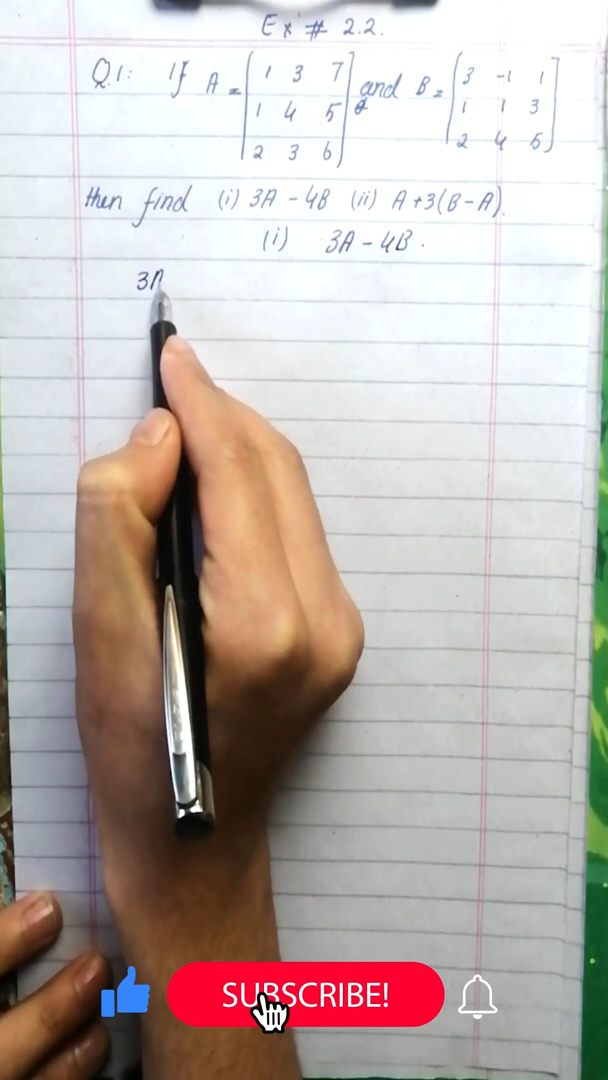 Ex # 2.2.
Q.1: If A = [1 3 7 and B = [3 -1 1
1 4 5 1 1 3
2 3 6] 2 4 5]
then find (i) 3A - 4B (ii) A+3(B-A).
(i) 3A - 4B.
3A
SUBSCRIBE!